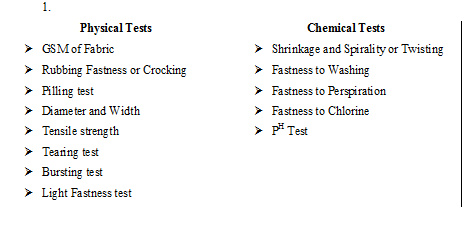 1.
Physical Tests
➢ GSM of Fabric
➢ Rubbing Fastness or Crocking
➢ Pilling test
➢ Diameter and Width
➢ Tensile strength
➢ Tearing test
➢ Bursting test
➢ Light Fastness test
Chemical Tests
➢ Shrinkage and Spirality or Twisting
➢ Fastness to Washing
➢ Fastness to Perspiration
➢ Fastness to Chlorine
➢ P^H Test